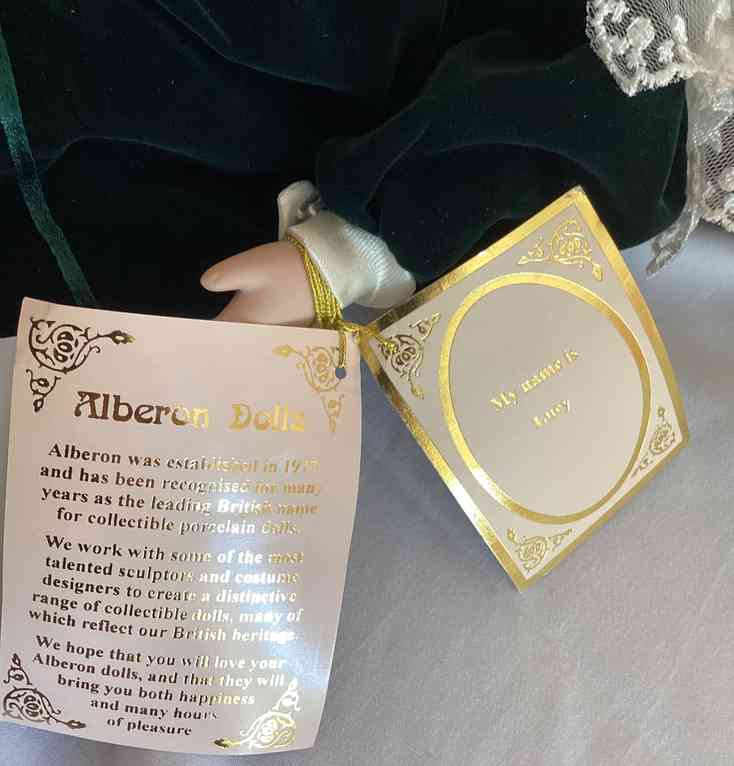 Alberon Dolls
Alberon was established in
and has been recognised for many
years as the leading British name
for collectible porcelain dolls.
We work with some of the most
talented sculptors and costume
designers to create a distinctive
range of collectible dolls, many of
which reflect our British heritage.
We hope that you will love your
Alberon dolls, and that they will
bring you both happiness
and many hours
of pleasure
My name is
Lucy